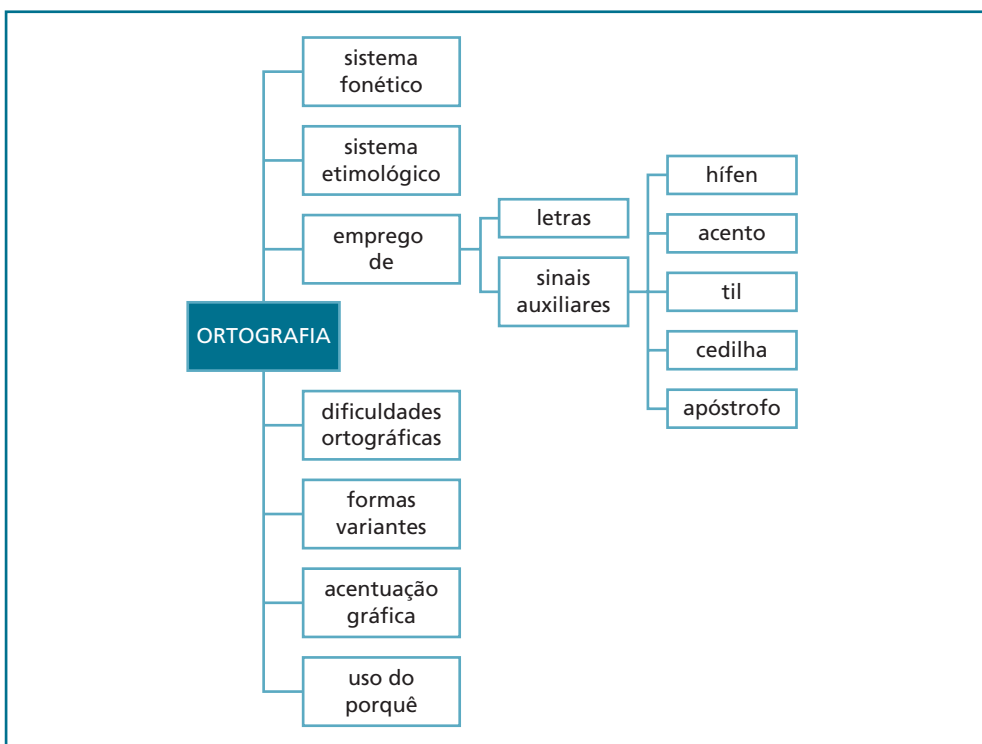 sistema
fonético
sistema
etimológico
emprego
de
letras
sinais
auxiliares
hífen
acento
til
cedilha
apóstrofo
ORTOGRAFIA
dificuldades
ortográficas
formas
variantes
acentuação
gráfica
uso do
porquê